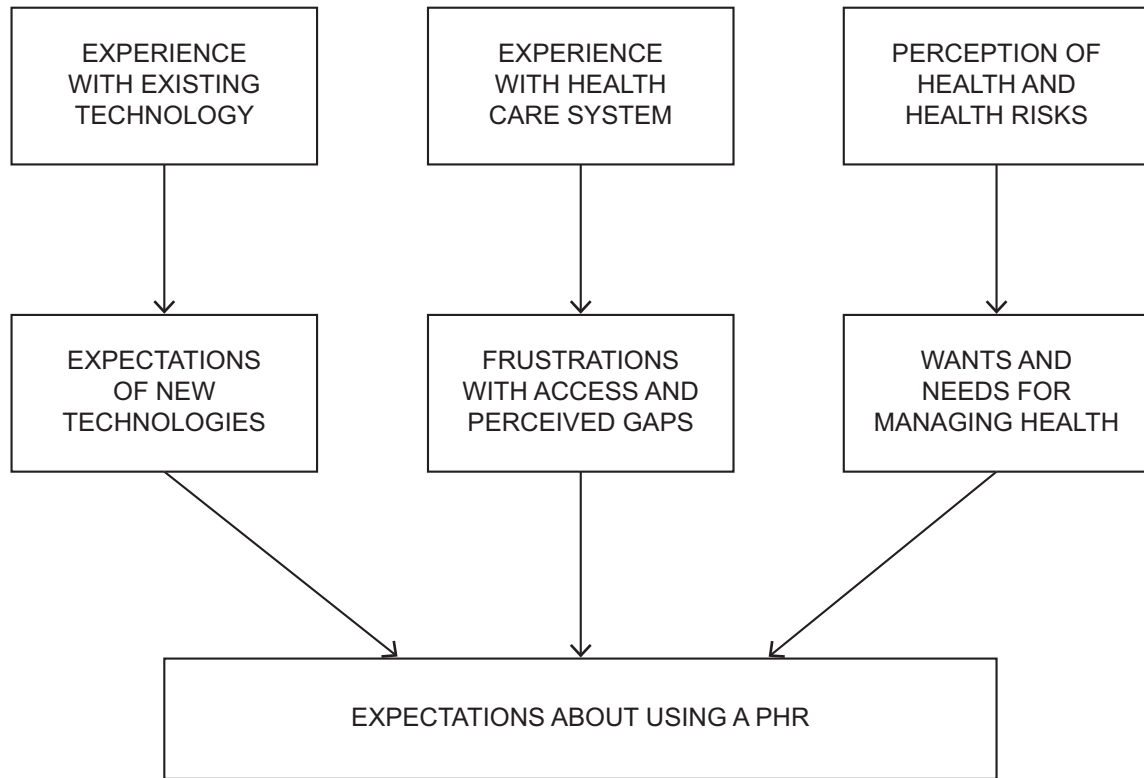 EXPERIENCE
WITH EXISTING
TECHNOLOGY
EXPERIENCE
WITH HEALTH
CARE SYSTEM
PERCEPTION OF
HEALTH AND
HEALTH RISKS
EXPECTATIONS
OF NEW
TECHNOLOGIES
FRUSTRATIONS
WITH ACCESS AND
PERCEIVED GAPS
WANTS AND
NEEDS FOR
MANAGING HEALTH
EXPECTATIONS ABOUT USING A PHR